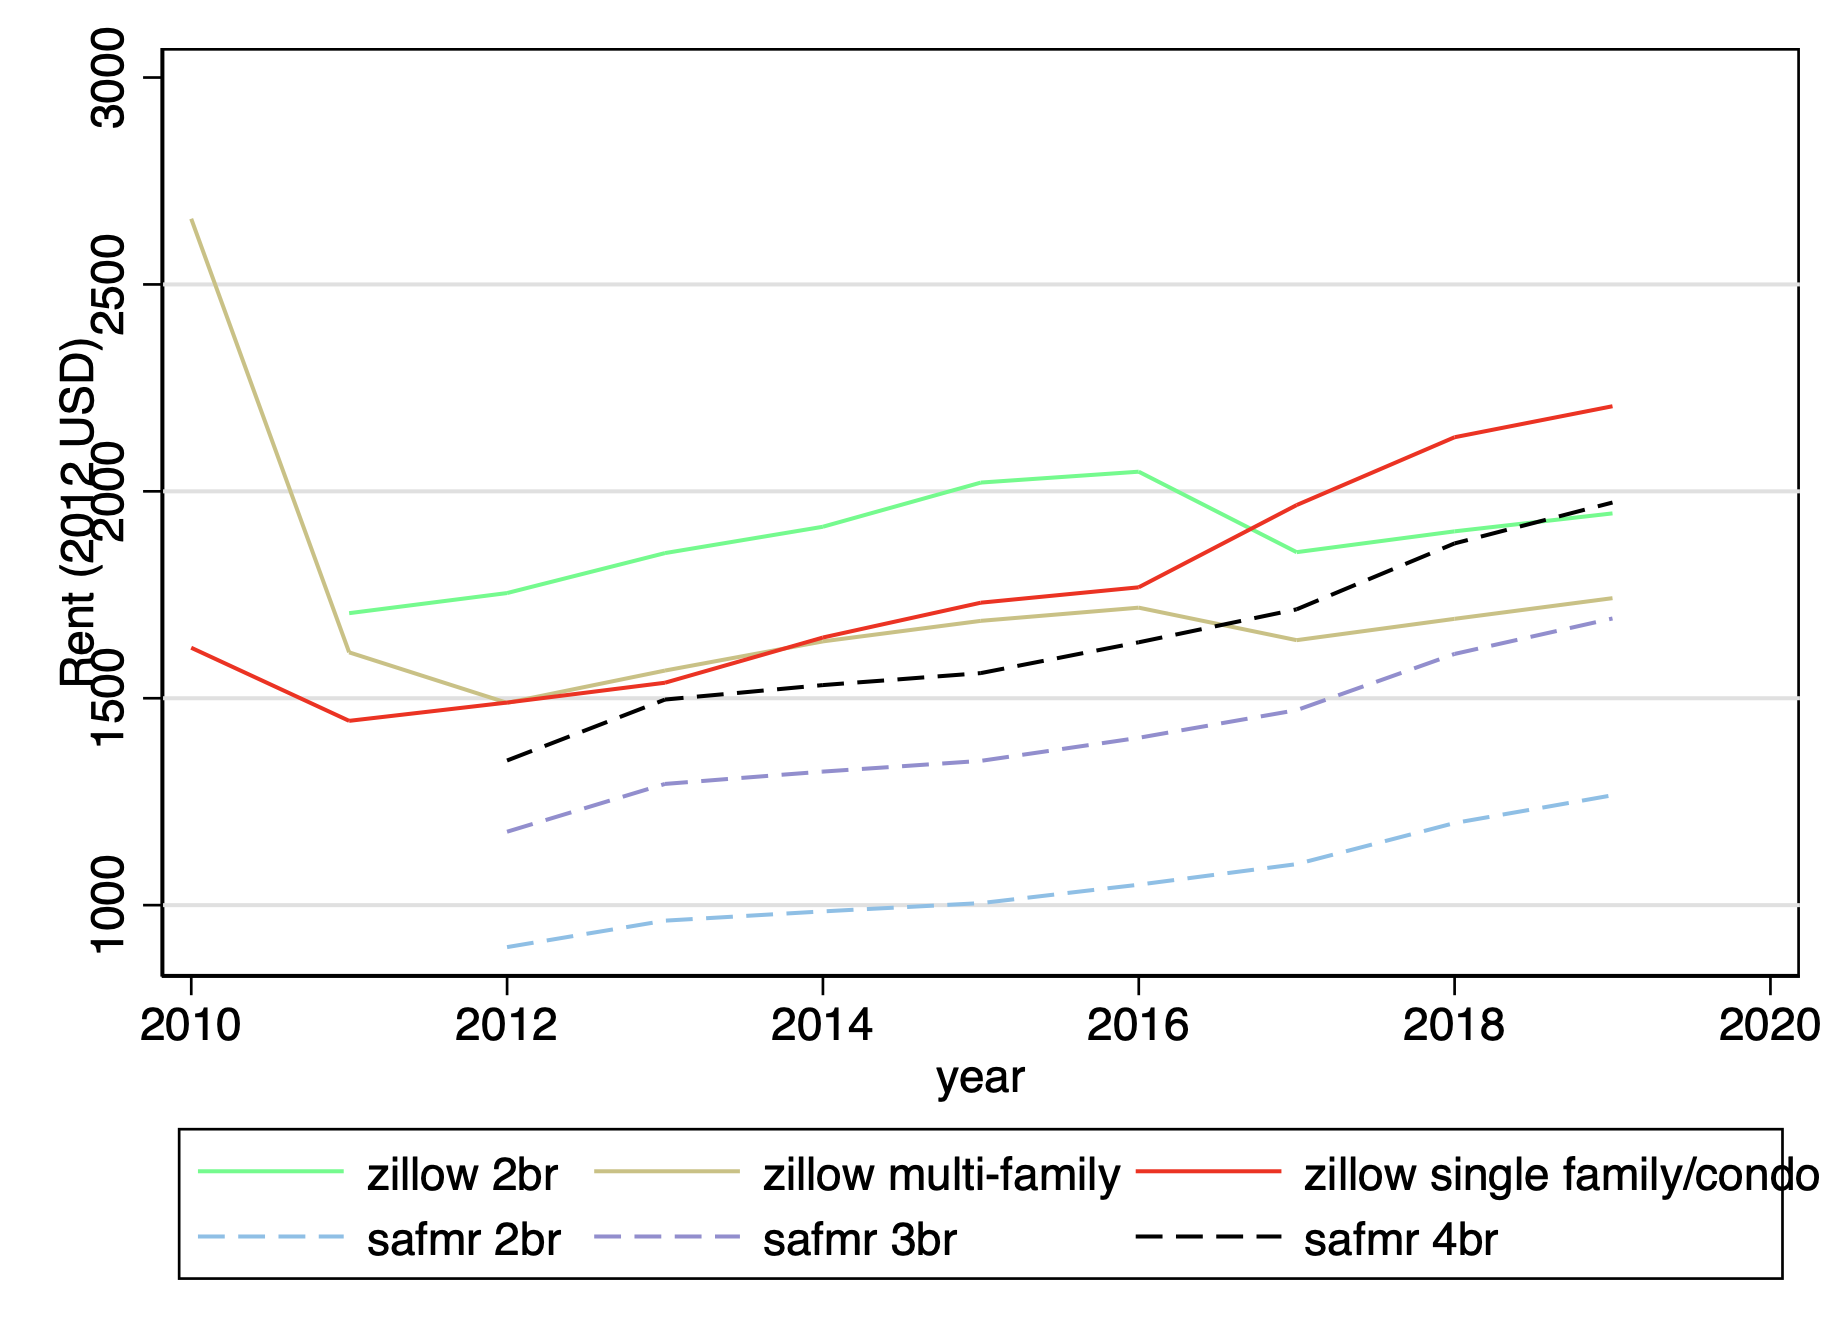 3000
2500
2000
1500
1000
Rent (2012 USD)
2010 2012 2014 2016 2018 2020
year
zillow 2br zillow multi-family zillow single family/condo
safmr 2br safmr 3br safmr 4br